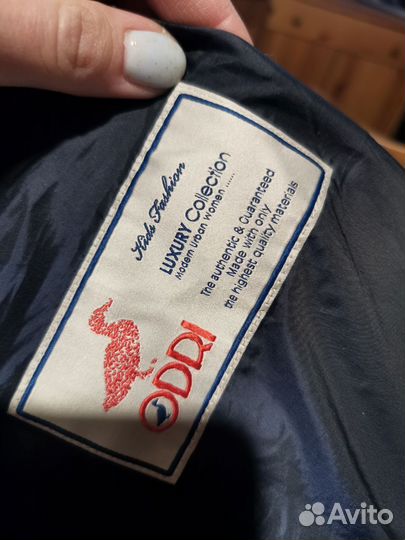 Kids Fashion
LUXURY Collection
Modern Urban Women ......
The authentic & Guaranteed
Made with only
the highest quality materials
ODRI
Avito